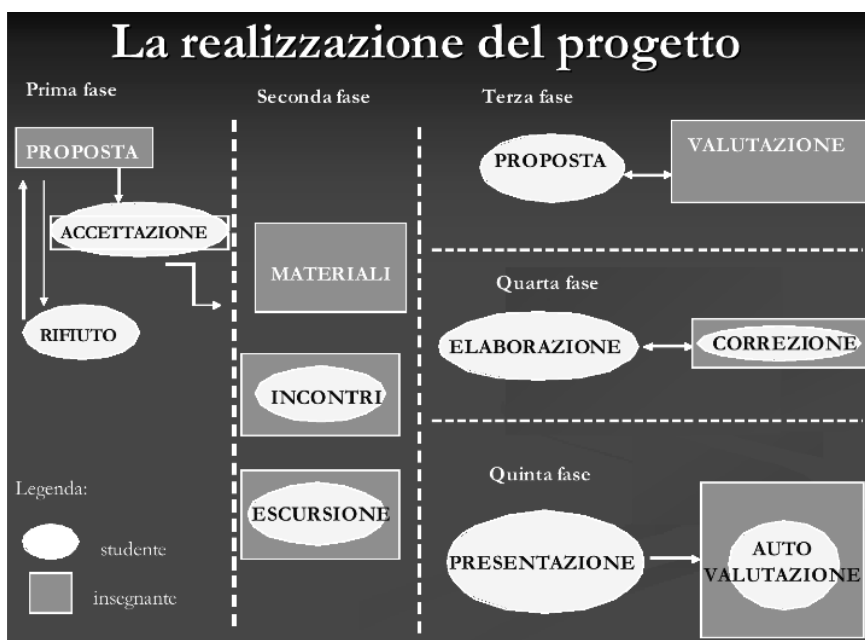 La realizzazione del progetto
Prima fase
PROPOSTA
ACCETTAZIONE
RIFIUTO
Seconda fase
MATERIALI
INCONTRI
ESCURSIONE
Terza fase
PROPOSTA
VALUTAZIONE
Quarta fase
ELABORAZIONE
CORREZIONE
Quinta fase
PRESENTAZIONE
AUTO
VALUTAZIONE
Legenda:
studente
insegnante